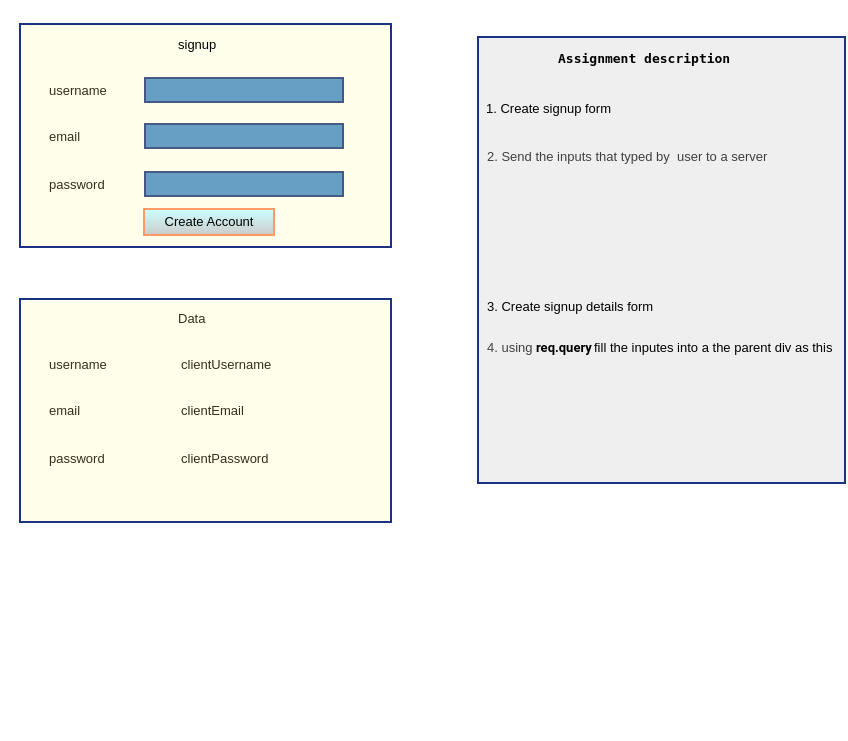 signup
username
email
password
Create Account
Data
username clientUsername
email clientEmail
password clientPassword
Assignment description
1. Create signup form
2. Send the inputs that typed by  user to a server
3. Create signup details form
4. using req.query fill the inputes into a the parent div as this